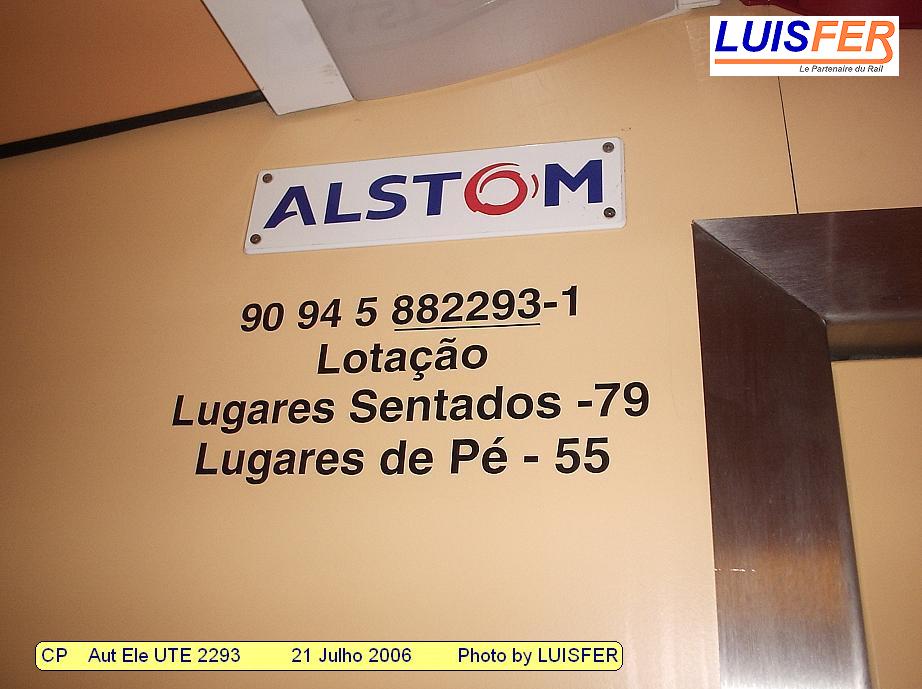 LUISFER
Le Partenaire du Rail
ALSTOM
90 94 5 882293-1
Lotação
Lugares Sentados -79
Lugares de Pé - 55
CP Aut Ele UTE 2293 21 Julho 2006 Photo by LUISFER